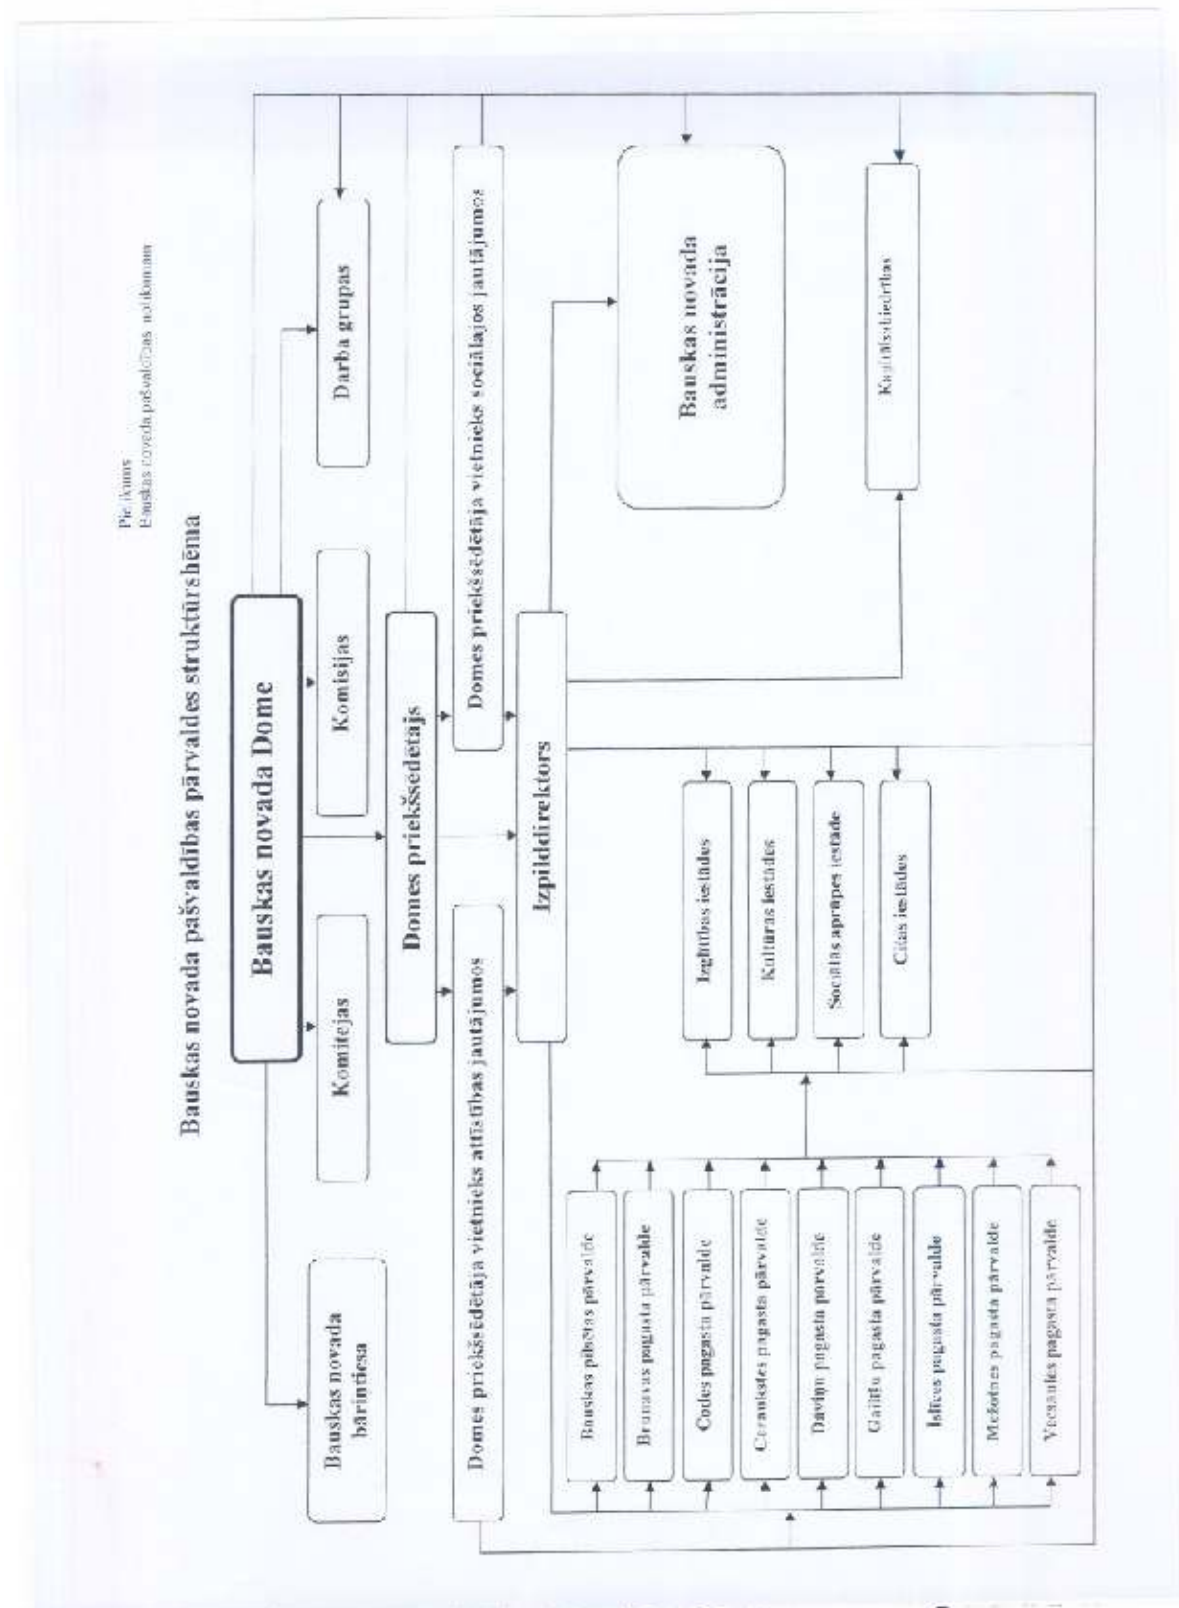 Pielikums
Bauskas novada pašvaldības nolikumam
Bauskas novada pašvaldības pārvaldes struktūrshēma
Bauskas novada Dome
Bauskas novada
bāriņtiesa
Komitejas
Komisijas
Darba grupas
Domes priekšsēdētājs
Domes priekšsēdētāja vietnieks attīstības jautājumos
Domes priekšsēdētāja vietnieks sociālajos jautājumos
Izpilddirektors
Bauskas pilsētas pārvalde
Brunavas pagasta pārvalde
Codes pagasta pārvalde
Ceraukstes pagasta pārvalde
Dāviņu pagasta pārvalde
Gailīšu pagasta pārvalde
Īslīces pagasta pārvalde
Mežotnes pagasta pārvalde
Vecsaules pagasta pārvalde
Izglītības iestādes
Kultūras iestādes
Sociālās aprūpes iestāde
Citas iestādes
Bauskas novada
administrācija
Kapitālsabiedrības